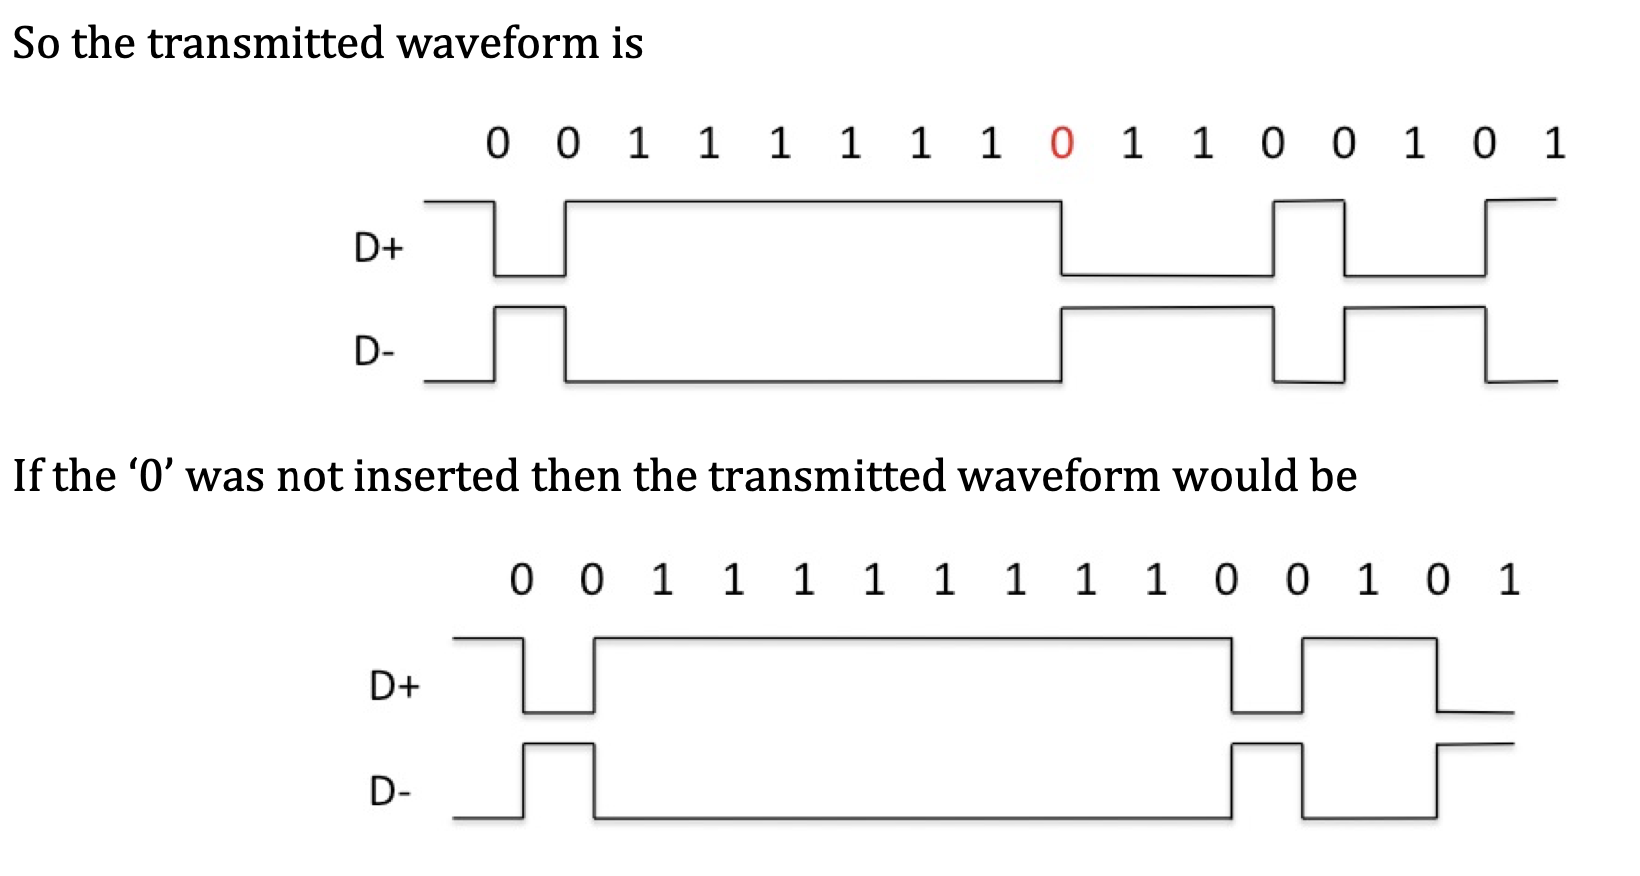 So the transmitted waveform is
0 0 1 1 1 1 1 1 0 1 1 0 0 1 0 1
D+
D-
If the ‘0’ was not inserted then the transmitted waveform would be
0 0 1 1 1 1 1 1 1 1 0 0 1 0 1
D+
D-